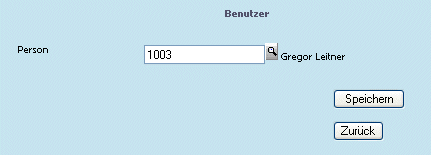 Benutzer
Person 1003 Gregor Leitner
Speichern
Zurück